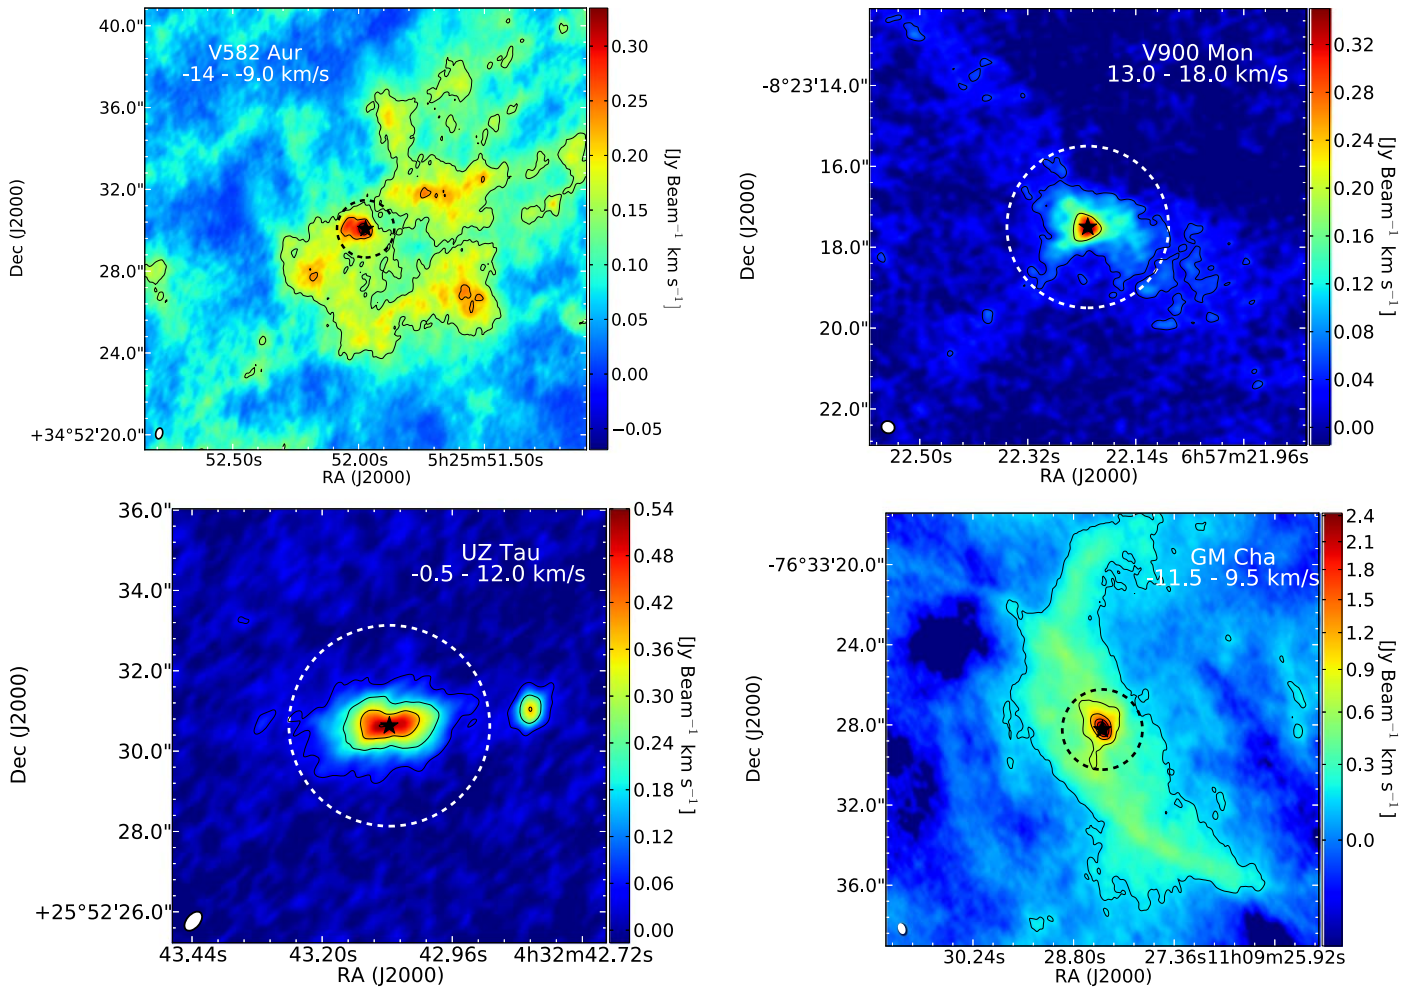 40.0"
V582 Aur
-14 - -9.0 km/s
36.0"
32.0"
28.0"
24.0"
+34°52'20.0"
Dec (J2000)
52.50s 52.00s 5h25m51.50s
RA (J2000)
0.30
0.25
0.20
0.15
0.10
0.05
0.00
−0.05
[Jy Beam⁻¹ km s⁻¹]
V900 Mon
13.0 - 18.0 km/s
-8°23'14.0"
16.0"
18.0"
20.0"
22.0"
Dec (J2000)
22.50s 22.32s 22.14s 6h57m21.96s
RA (J2000)
0.32
0.28
0.24
0.20
0.16
0.12
0.08
0.04
0.00
[Jy Beam⁻¹ km s⁻¹]
36.0"
UZ Tau
-0.5 - 12.0 km/s
34.0"
32.0"
30.0"
28.0"
+25°52'26.0"
Dec (J2000)
43.44s 43.20s 42.96s 4h32m42.72s
RA (J2000)
0.54
0.48
0.42
0.36
0.30
0.24
0.18
0.12
0.06
0.00
[Jy Beam⁻¹ km s⁻¹]
GM Cha
-11.5 - 9.5 km/s
-76°33'20.0"
24.0"
28.0"
32.0"
36.0"
Dec (J2000)
30.24s 28.80s 27.36s11h09m25.92s
RA (J2000)
2.4
2.1
1.8
1.5
1.2
0.9
0.6
0.3
0.0
[Jy Beam⁻¹ km s⁻¹]